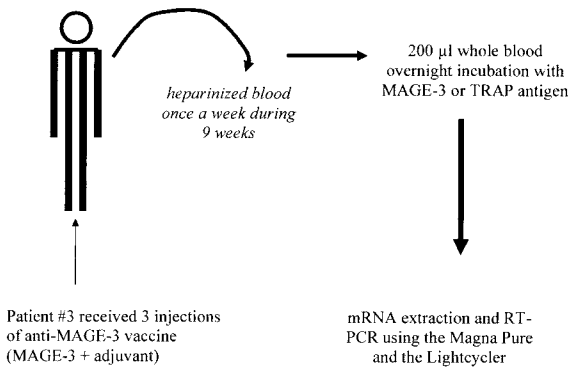 heparinized blood
once a week during
9 weeks
200 µl whole blood
overnight incubation with
MAGE-3 or TRAP antigen
Patient #3 received 3 injections
of anti-MAGE-3 vaccine
(MAGE-3 + adjuvant)
mRNA extraction and RT-
PCR using the Magna Pure
and the Lightcycler